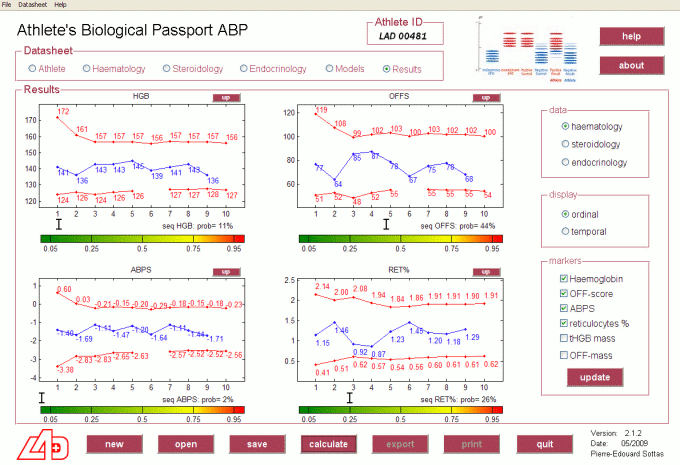 File Datasheet Help
Athlete's Biological Passport ABP
Athlete ID
LAD 00481
help
about
Datasheet
Athlete Haematology Steroidology Endocrinology Models Results
Results
HGB
up
172 161 157 157 157 156 157 157 157 156
141 136 143 143 145 139 141 143 136
124 126 124 125 126 127 127 128 127
170
160
150
140
130
120
1 2 3 4 5 6 7 8 9 10
seq HGB: prob= 11%
0.05 0.25 0.5 0.75 0.95
OFFS
up
119 108 99 102 103 100 103 102 102 100
77 64 85 87 78 67 75 78 68
51 52 48 52 55 55 55 55 54
120
100
80
60
1 2 3 4 5 6 7 8 9 10
seq OFFS: prob= 44%
0.05 0.25 0.5 0.75 0.95
ABPS
up
0.60 0.03 -0.21 -0.16 -0.20 -0.29 -0.18 -0.15 -0.18 -0.23
-1.40 -1.69 -1.11 -1.47 -1.20 -1.64 -1.11 -1.44 -1.71
-3.38 -2.83 -2.83 -2.66 -2.63 -2.57 -2.52 -2.52 -2.56
1
0
-1
-2
-3
-4
1 2 3 4 5 6 7 8 9 10
seq ABPS: prob= 2%
0.05 0.25 0.5 0.75 0.95
RET%
up
2.14 2.00 2.08 1.94 1.84 1.86 1.91 1.91 1.90 1.91
1.15 1.46 0.92 0.87 1.23 1.45 1.20 1.18 1.29
0.41 0.51 0.62 0.57 0.54 0.56 0.60 0.61 0.61 0.62
2.5
2
1.5
1
0.5
1 2 3 4 5 6 7 8 9 10
seq RET%: prob= 26%
0.05 0.25 0.5 0.75 0.95
data
haematology
steroidology
endocrinology
display
ordinal
temporal
markers
Haemoglobin
OFF-score
ABPS
reticulocytes %
tHGB mass
OFF-mass
update
new open save calculate export print quit
Version: 2.1.2
Date: 05/2009
Pierre-Edouard Sottas